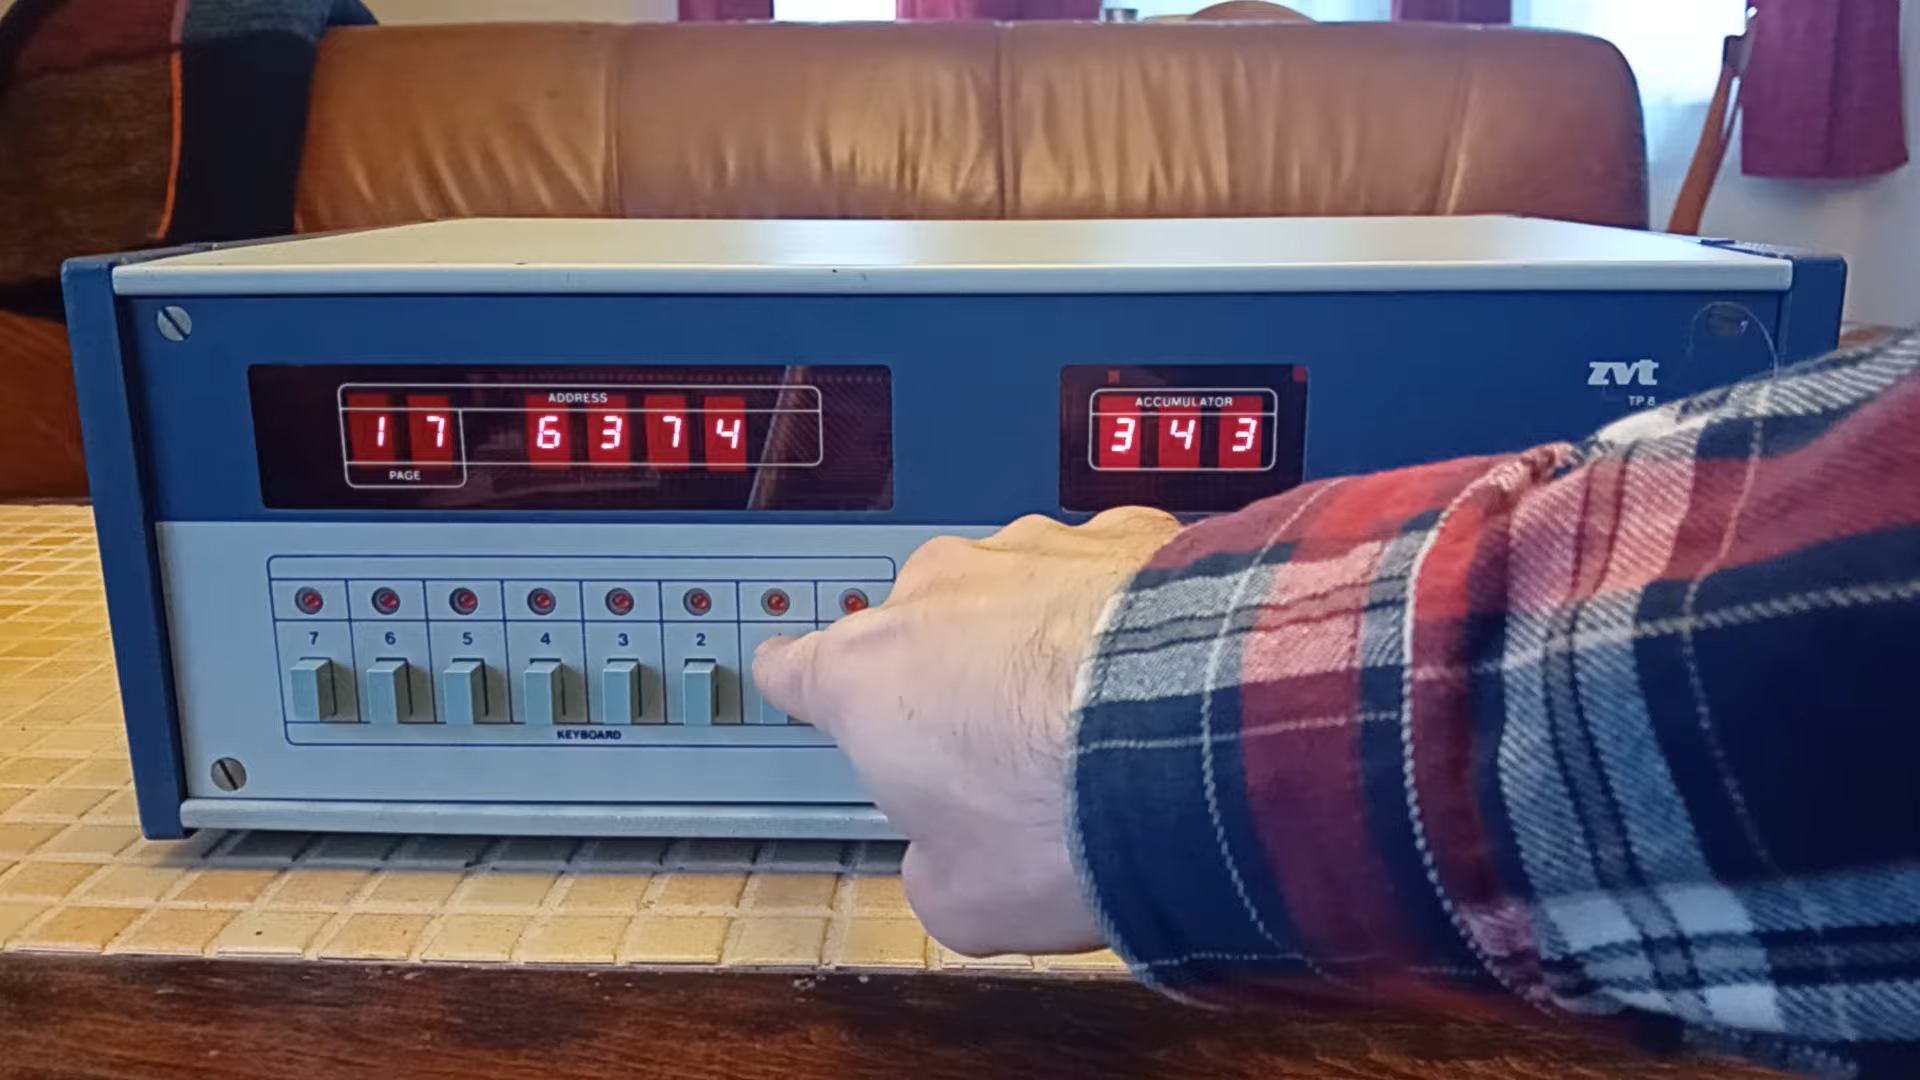 ADDRESS
17 6374
PAGE
ACCUMULATOR
343
zvt
TP 8
7 6 5 4 3 2
KEYBOARD